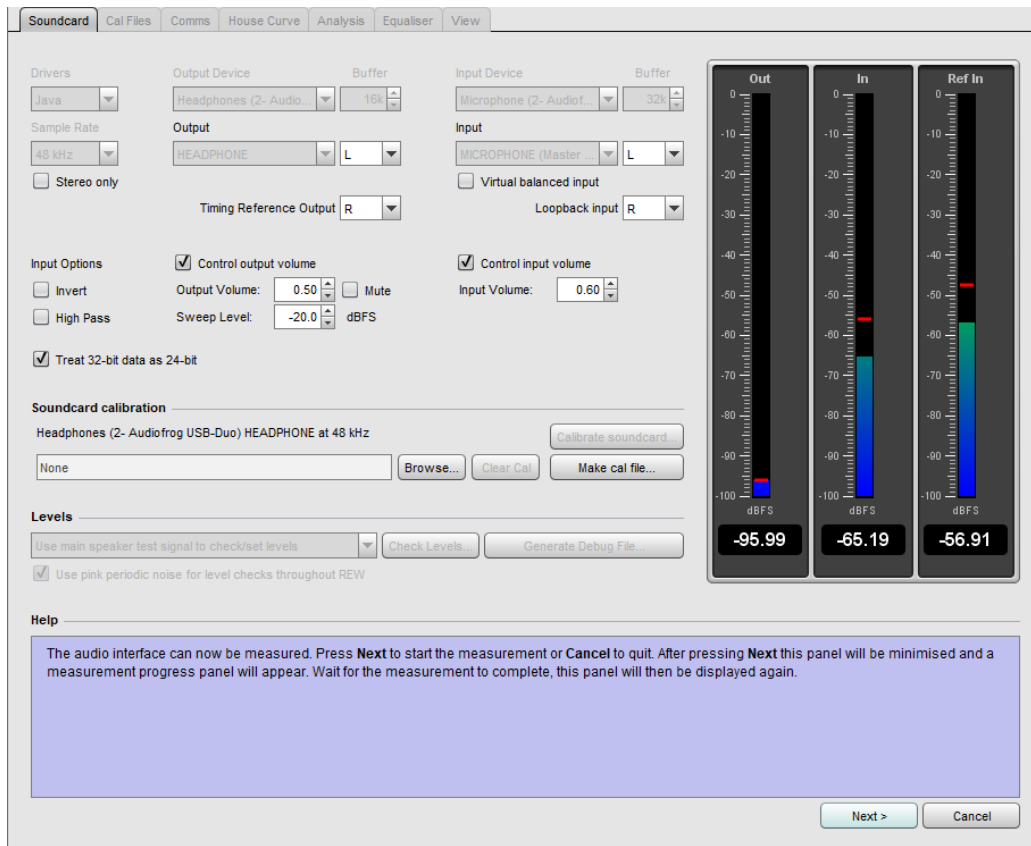 Soundcard Cal Files Comms House Curve Analysis Equaliser View
Drivers Output Device Buffer Input Device Buffer
Java Headphones (2- Audio... 16k Microphone (2- Audiof... 32k
Sample Rate Output Input
48 kHz HEADPHONE L MICROPHONE (Master ... L
Stereo only Virtual balanced input
Timing Reference Output R Loopback input R
Input Options Control output volume Control input volume
Invert Output Volume: 0.50 Mute Input Volume: 0.60
High Pass Sweep Level: -20.0 dBFS
Treat 32-bit data as 24-bit
Soundcard calibration
Headphones (2- Audiofrog USB-Duo) HEADPHONE at 48 kHz
Calibrate soundcard...
None Browse... Clear Cal Make cal file...
Levels
Use main speaker test signal to check/set levels Check Levels... Generate Debug File...
Use pink periodic noise for level checks throughout REW
Out In Ref In
0 0 0
-10 -10 -10
-20 -20 -20
-30 -30 -30
-40 -40 -40
-50 -50 -50
-60 -60 -60
-70 -70 -70
-80 -80 -80
-90 -90 -90
-100 -100 -100
dBFS dBFS dBFS
-95.99 -65.19 -56.91
Help
The audio interface can now be measured. Press Next to start the measurement or Cancel to quit. After pressing Next this panel will be minimised and a
measurement progress panel will appear. Wait for the measurement to complete, this panel will then be displayed again.
Next > Cancel